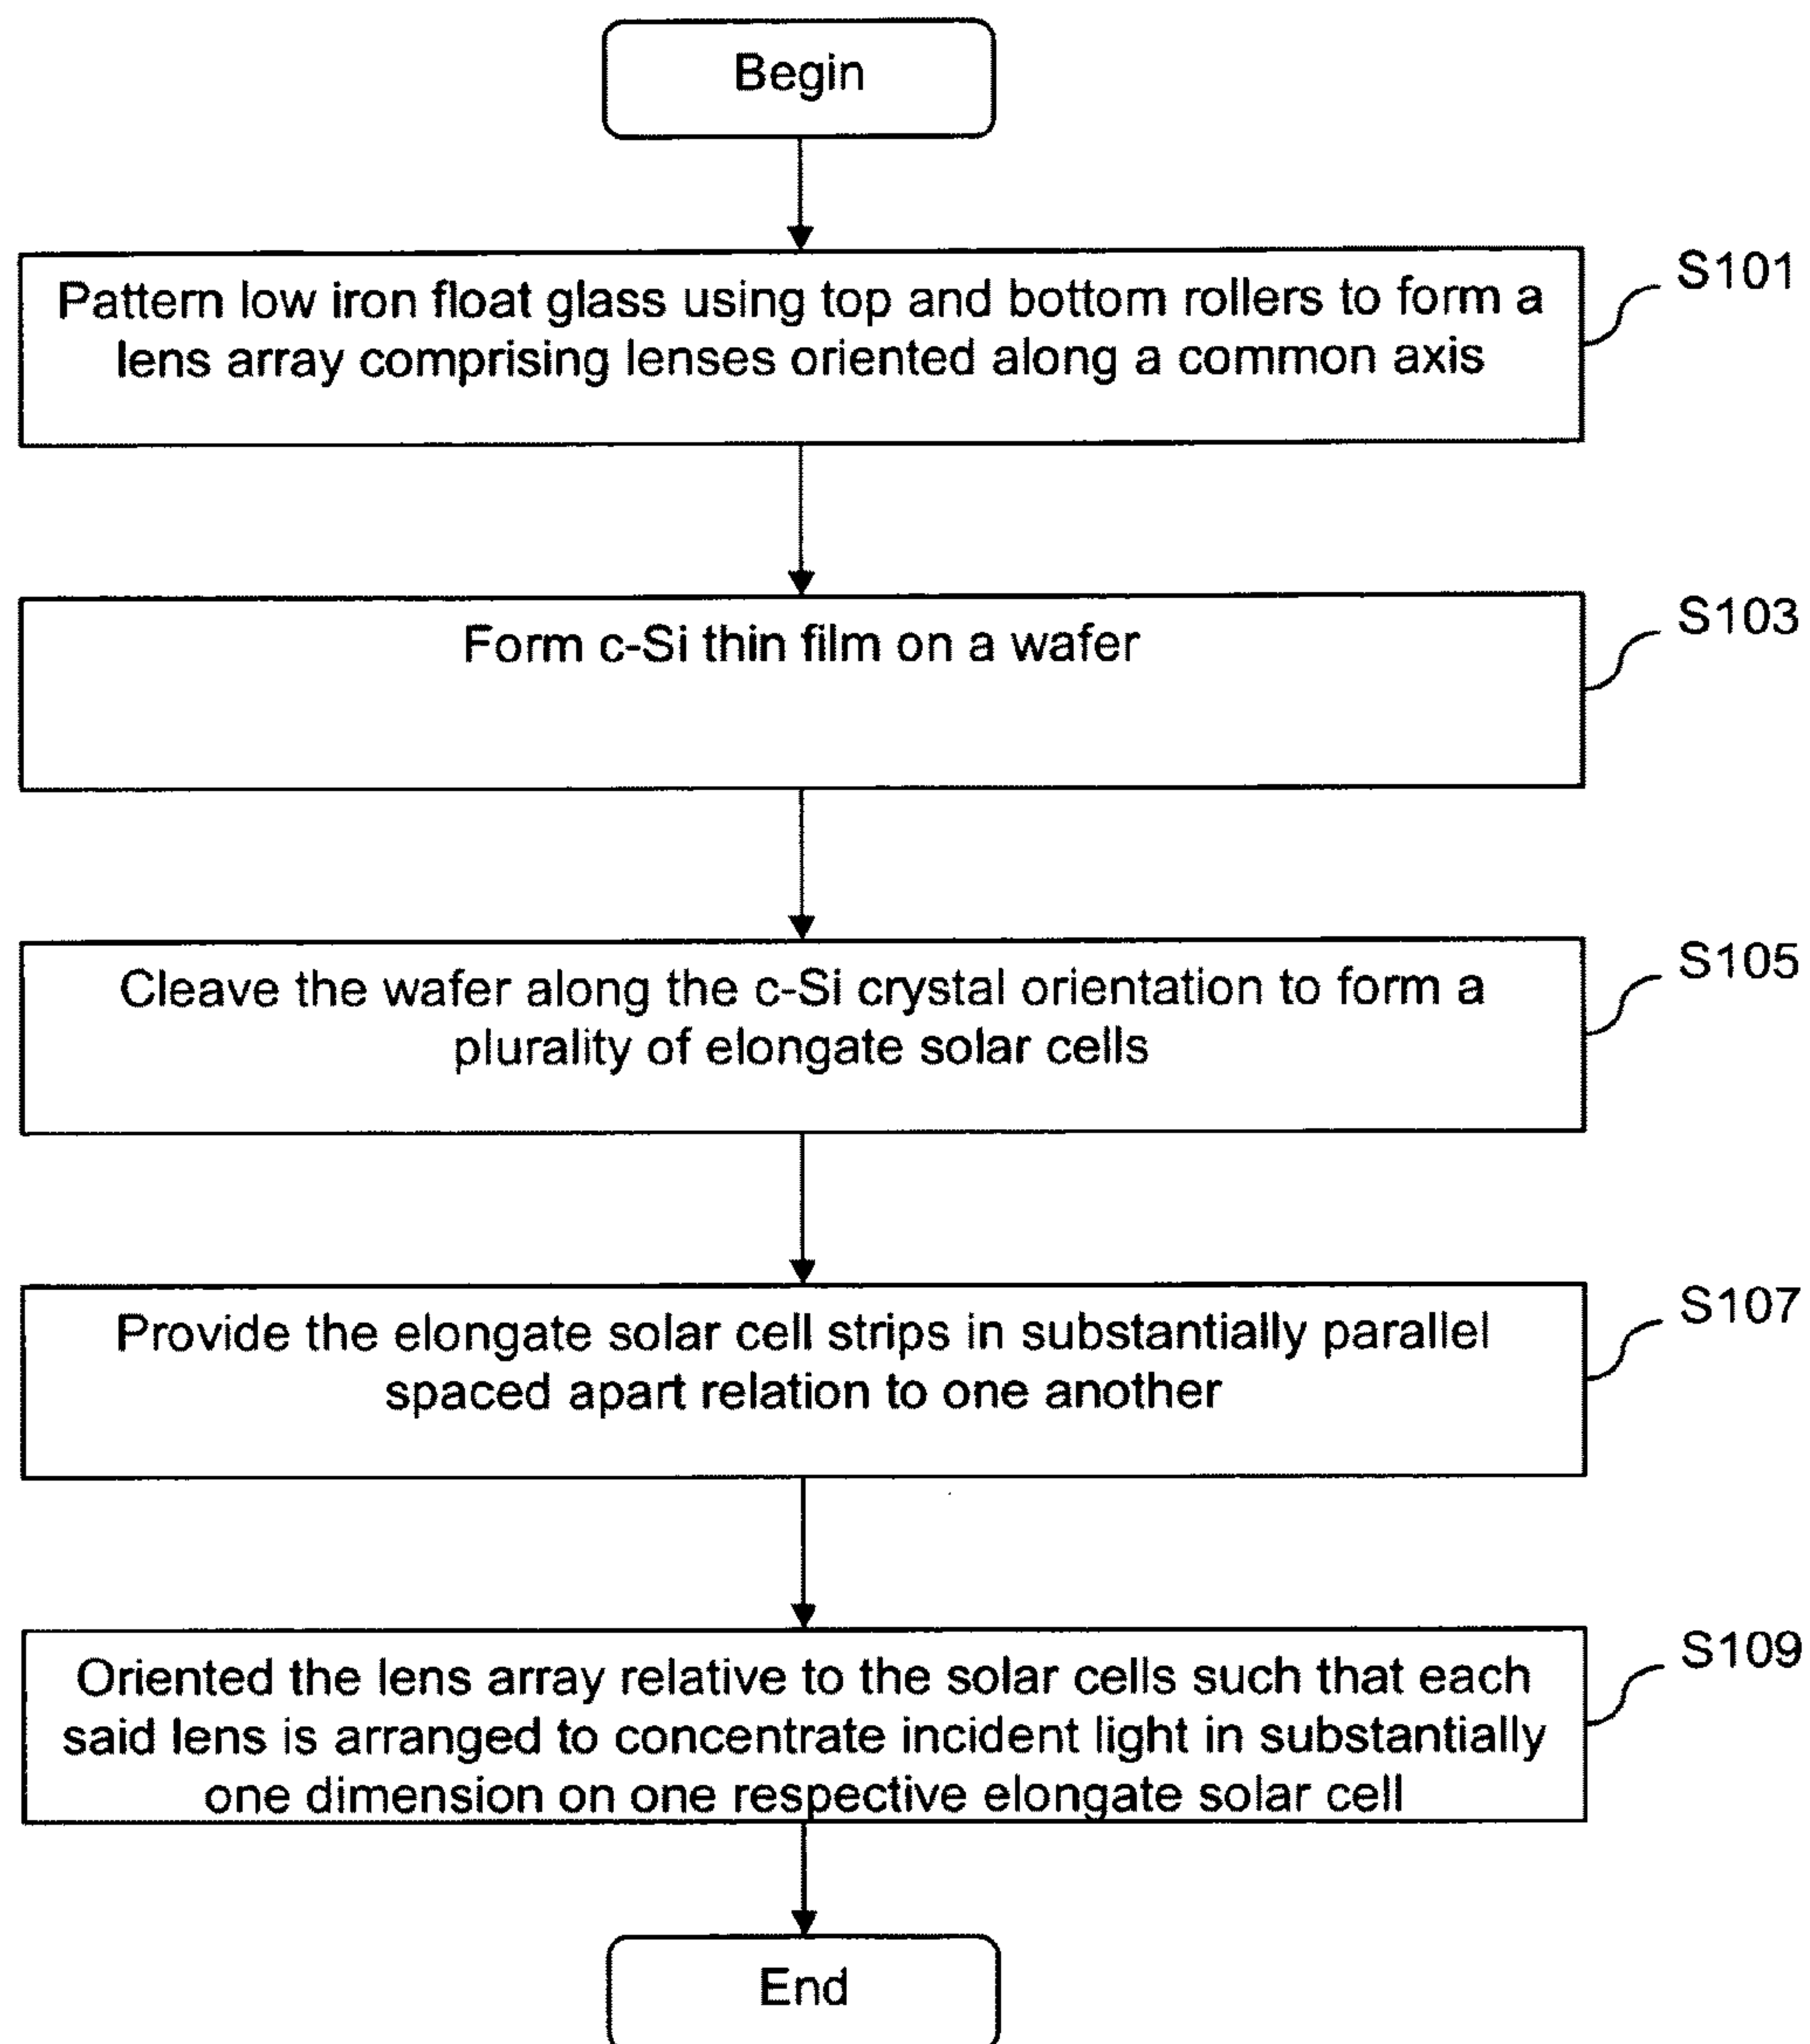 Begin
Pattern low iron float glass using top and bottom rollers to form a
lens array comprising lenses oriented along a common axis
S101
Form c-Si thin film on a wafer
S103
Cleave the wafer along the c-Si crystal orientation to form a
plurality of elongate solar cells
S105
Provide the elongate solar cell strips in substantially parallel
spaced apart relation to one another
S107
Oriented the lens array relative to the solar cells such that each
said lens is arranged to concentrate incident light in substantially
one dimension on one respective elongate solar cell
S109
End